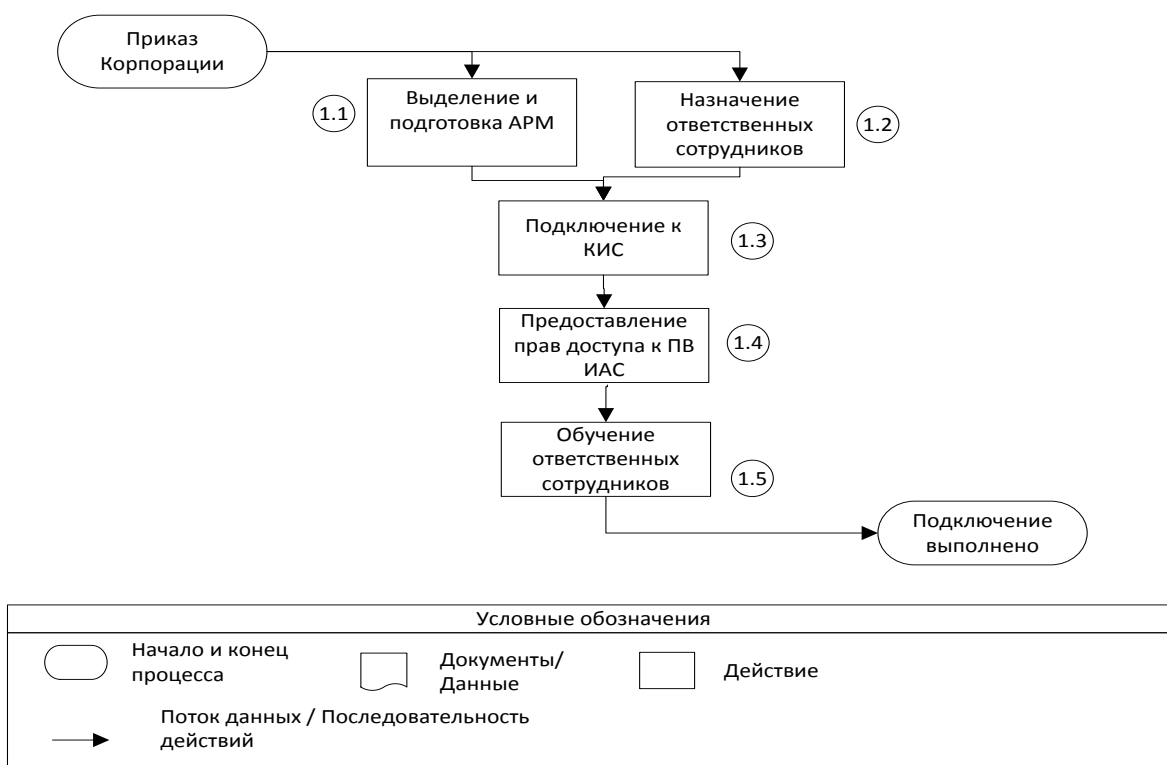 Приказ
Корпорации
Выделение и
подготовка АРМ
1.1
Назначение
ответственных
сотрудников
1.2
Подключение к
КИС
1.3
Предоставление
прав доступа к ПВ
ИАС
1.4
Обучение
ответственных
сотрудников
1.5
Подключение
выполнено
Условные обозначения
Начало и конец
процесса
Документы/
Данные
Действие
Поток данных / Последовательность
действий